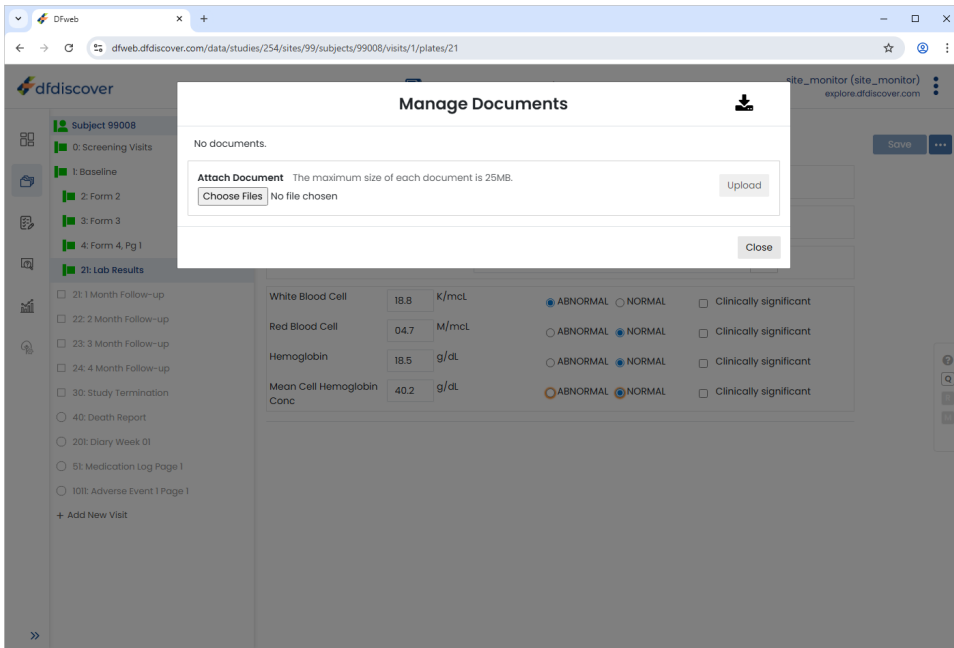 DFweb
dfweb.dfdiscover.com/data/studies/254/sites/99/subjects/99008/visits/1/plates/21
dfdiscover
site_monitor (site_monitor)
explore.dfdiscover.com
Manage Documents
No documents.
Attach Document The maximum size of each document is 25MB.
Choose Files No file chosen
Upload
Close
Save
Subject 99008
0: Screening Visits
1: Baseline
2: Form 2
3: Form 3
4: Form 4, Pg 1
21: Lab Results
21: 1 Month Follow-up
22: 2 Month Follow-up
23: 3 Month Follow-up
24: 4 Month Follow-up
30: Study Termination
40: Death Report
201: Diary Week 01
51: Medication Log Page 1
1011: Adverse Event 1 Page 1
+ Add New Visit
White Blood Cell 18.8 K/mcL ABNORMAL NORMAL Clinically significant
Red Blood Cell 04.7 M/mcL ABNORMAL NORMAL Clinically significant
Hemoglobin 18.5 g/dL ABNORMAL NORMAL Clinically significant
Mean Cell Hemoglobin Conc 40.2 g/dL ABNORMAL NORMAL Clinically significant
Q